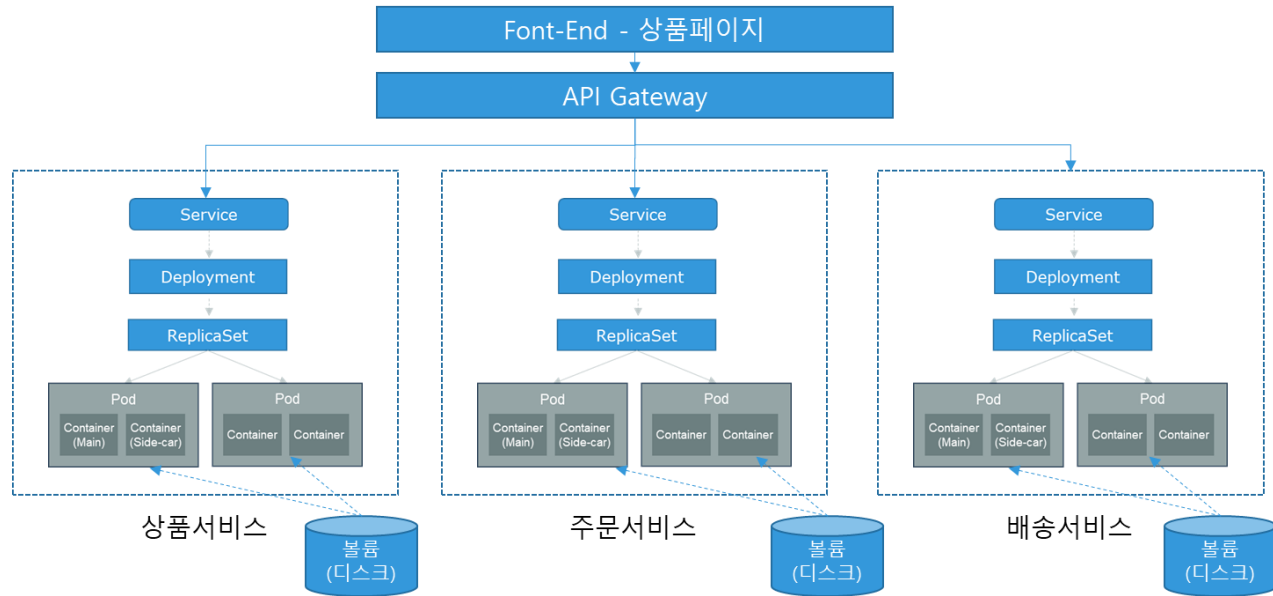 Font-End - 상품페이지
API Gateway
Service
Deployment
ReplicaSet
Pod
Container
(Main)
Container
(Side-car)
Pod
Container
Container
상품서비스
볼륨
(디스크)
Service
Deployment
ReplicaSet
Pod
Container
(Main)
Container
(Side-car)
Pod
Container
Container
주문서비스
볼륨
(디스크)
Service
Deployment
ReplicaSet
Pod
Container
(Main)
Container
(Side-car)
Pod
Container
Container
배송서비스
볼륨
(디스크)